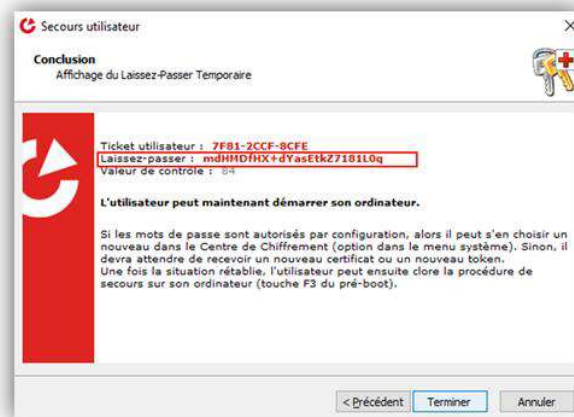 Secours utilisateur
Conclusion
Affichage du Laissez-Passer Temporaire
Ticket utilisateur : 7F81-2CCF-8CFE
Laissez-passer : mdHMDfHX+dYasEtkZ7181L0q
Valeur de contrôle : 84
L'utilisateur peut maintenant démarrer son ordinateur.
Si les mots de passe sont autorisés par configuration, alors il peut s'en choisir un
nouveau dans le Centre de Chiffrement (option dans le menu système). Sinon, il
devra attendre de recevoir un nouveau certificat ou un nouveau token.
Une fois la situation rétablie, l'utilisateur peut ensuite clore la procédure de
secours sur son ordinateur (touche F3 du pré-boot).
< Précédent Terminer Annuler